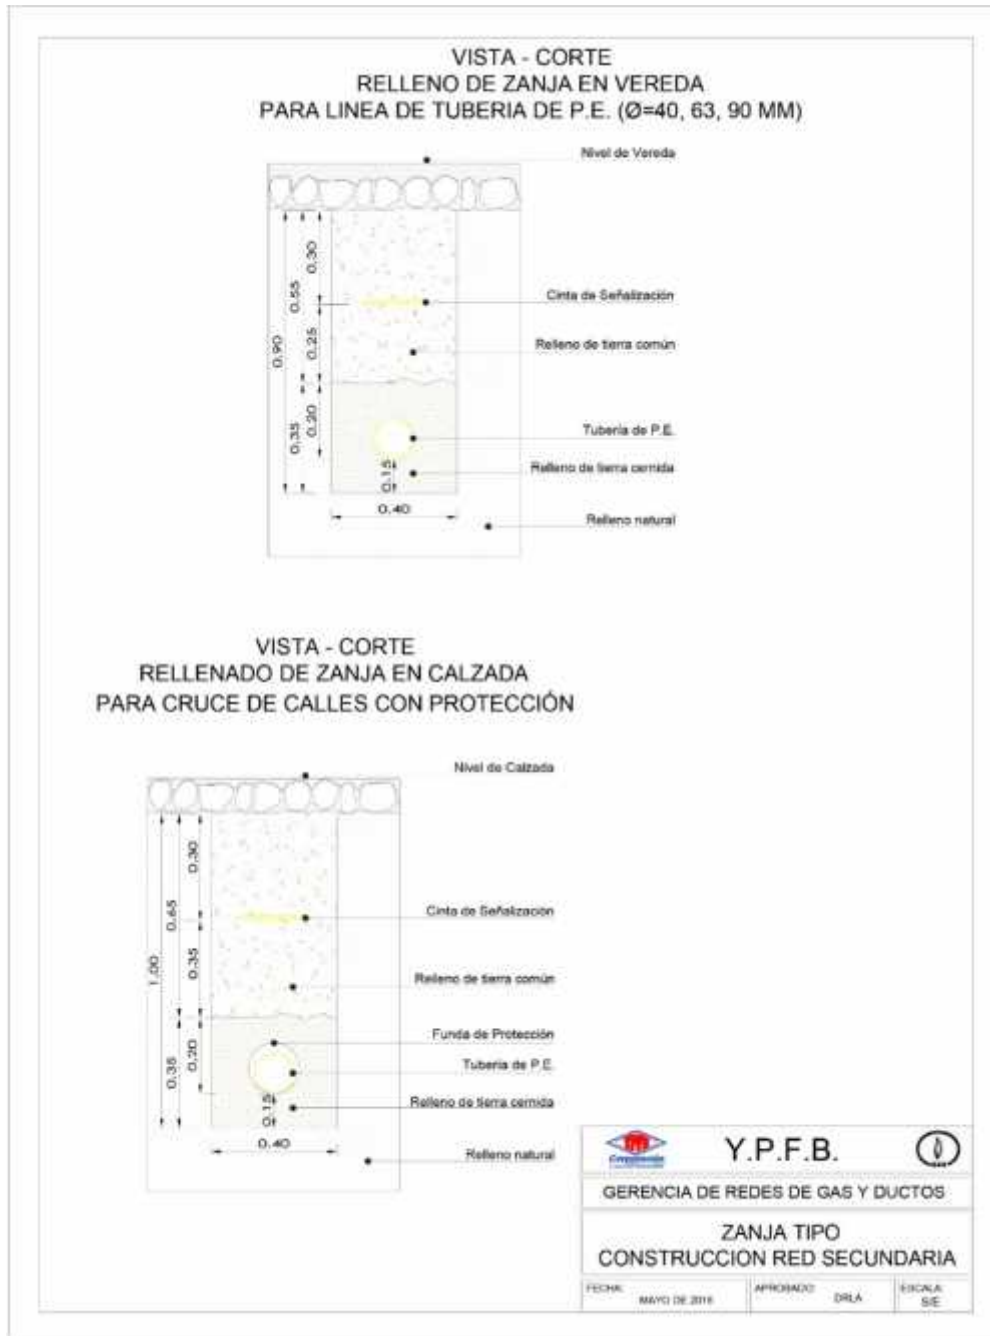 VISTA - CORTE
RELLENO DE ZANJA EN VEREDA
PARA LINEA DE TUBERIA DE P.E. (Ø=40, 63, 90 MM)
Nivel de Vereda
0.30
0.55
Cinta de Señalización
0.90
0.25
Relleno de tierra común
0.20
0.35
Tubería de P.E.
0.15
Relleno de tierra cernida
0.40
Relleno natural
VISTA - CORTE
RELLENADO DE ZANJA EN CALZADA
PARA CRUCE DE CALLES CON PROTECCIÓN
Nivel de Calzada
0.30
0.65
Cinta de Señalización
1.00
0.35
Relleno de tierra común
Funda de Protección
0.20
0.35
Tubería de P.E.
0.15
Relleno de tierra cernida
0.40
Relleno natural
Y.P.F.B.
GERENCIA DE REDES DE GAS Y DUCTOS
ZANJA TIPO
CONSTRUCCION RED SECUNDARIA
FECHA:
MAYO DE
APROBADO:
DRLA
ESCALA:
S/E